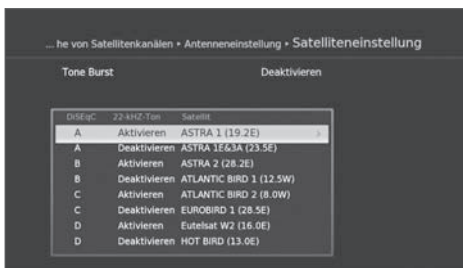 ... he von Satellitenkanälen • Antenneneinstellung • Satelliteneinstellung
Tone Burst Deaktivieren
DiSEqC 22-kHZ-Ton Satellit
A Aktivieren ASTRA 1 (19.2E)
A Deaktivieren ASTRA 1E&3A (23.5E)
B Aktivieren ASTRA 2 (28.2E)
B Deaktivieren ATLANTIC BIRD 1 (12.5W)
C Aktivieren ATLANTIC BIRD 2 (8.0W)
C Deaktivieren EUROBIRD 1 (28.5E)
D Aktivieren Eutelsat W2 (16.0E)
D Deaktivieren HOT BIRD (13.0E)